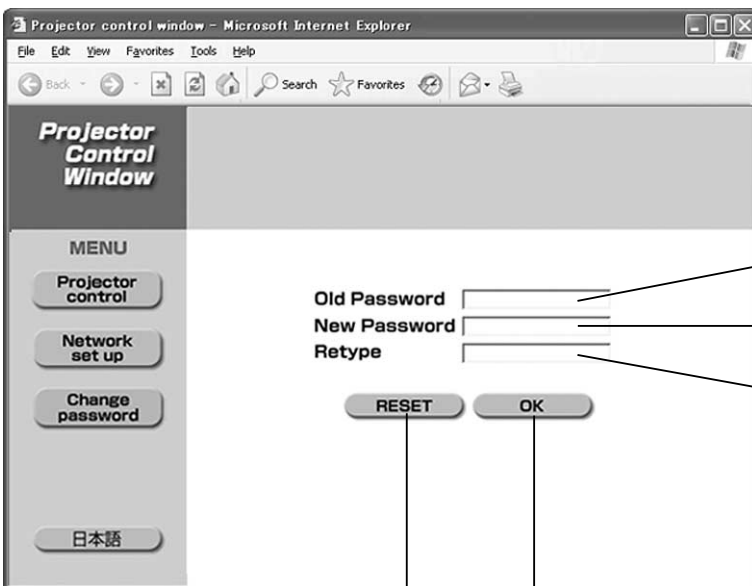 Projector control window - Microsoft Internet Explorer
File Edit View Favorites Tools Help
Back Search Favorites
Projector
Control
Window
MENU
Projector
control
Network
set up
Change
password
日本語
Old Password
New Password
Retype
RESET OK